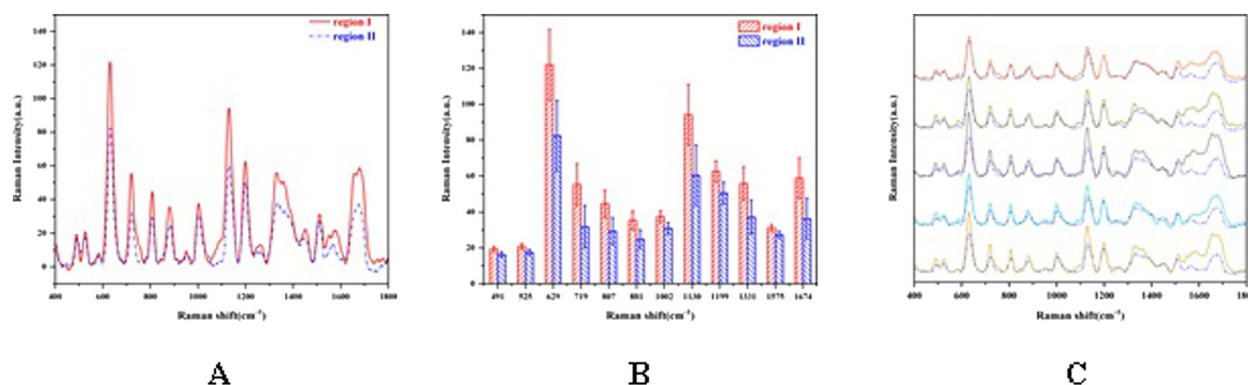 region I
region II
140
120
100
80
60
40
20
0
Raman Intensity(a.u.)
400 600 800 1000 1200 1400 1600 1800
Raman shift(cm⁻¹)
A
region I
region II
140
120
100
80
60
40
20
0
Raman Intensity(a.u.)
491 525 629 719 807 881 1002 1130 1199 1331 1575 1674
Raman shift(cm⁻¹)
B
Raman Intensity(a.u.)
400 600 800 1000 1200 1400 1600 1800
Raman shift(cm⁻¹)
C